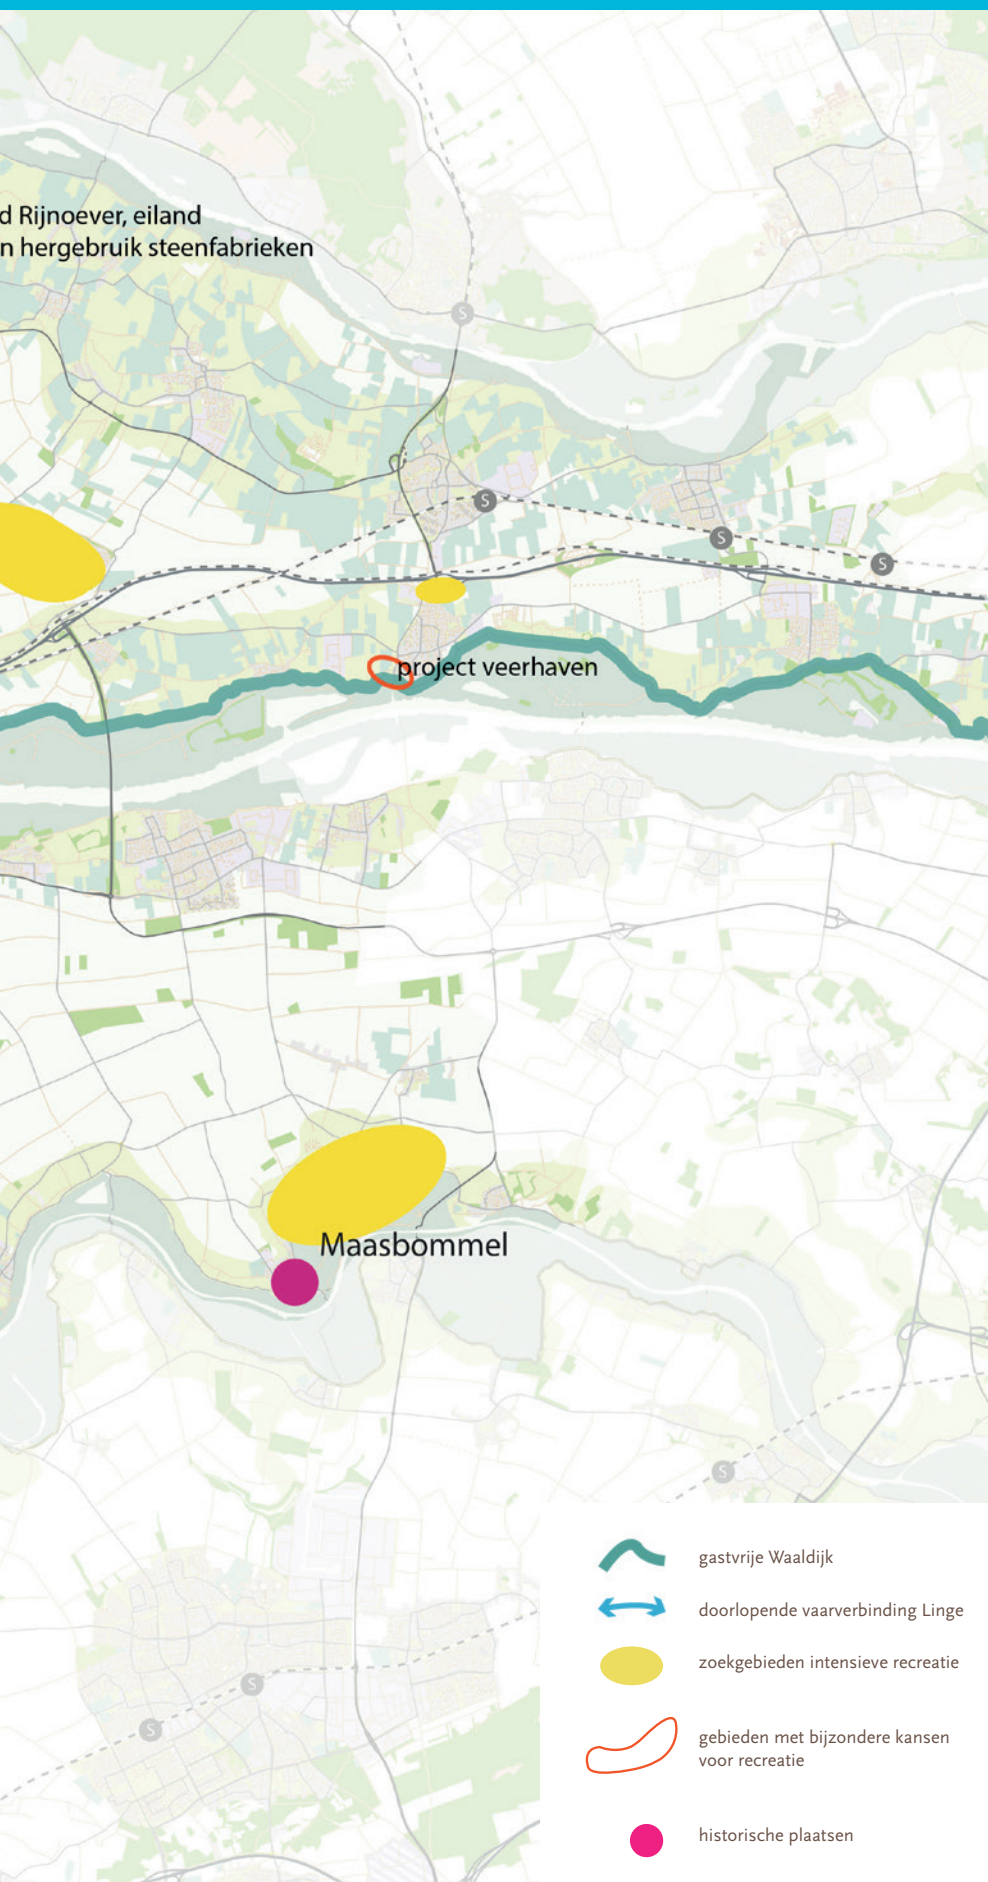 d Rijnoever, eiland
n hergebruik steenfabrieken
S
S
S
S
project veerhaven
Maasbommel
S
S
S
gastvrije Waaldijk
doorlopende vaarverbinding Linge
zoekgebieden intensieve recreatie
gebieden met bijzondere kansen
voor recreatie
historische plaatsen